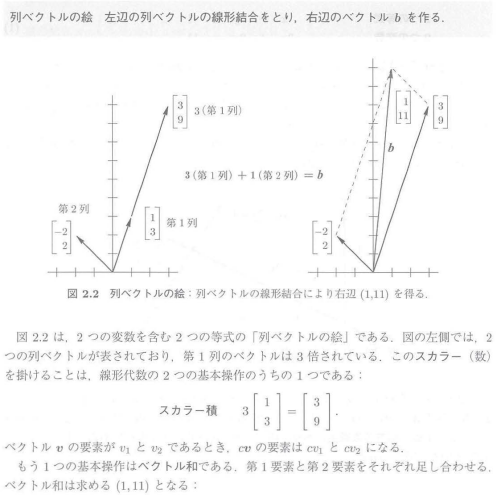 列ベクトルの絵 左辺の列ベクトルの線形結合をとり，右辺のベクトル b を作る．
[3 9] 3(第1列)
第2列
[-2 2]
[1 3] 第1列
3(第1列) + 1(第2列) = b
[1 11]
[3 9]
b
[-2 2]
図 2.2 列ベクトルの絵：列ベクトルの線形結合により右辺 (1,11) を得る．
図 2.2 は，2 つの変数を含む 2 つの等式の「列ベクトルの絵」である．図の左側では，2
つの列ベクトルが表されており，第 1 列のベクトルは 3 倍されている．このスカラー（数）
を掛けることは，線形代数の 2 つの基本操作のうちの 1 つである：
スカラー積 3 [1 3] = [3 9].
ベクトル v の要素が v₁ と v₂ であるとき，cv の要素は cv₁ と cv₂ になる．
もう 1 つの基本操作はベクトル和である．第 1 要素と第 2 要素をそれぞれ足し合わせる．
ベクトル和は求める (1,11) となる：